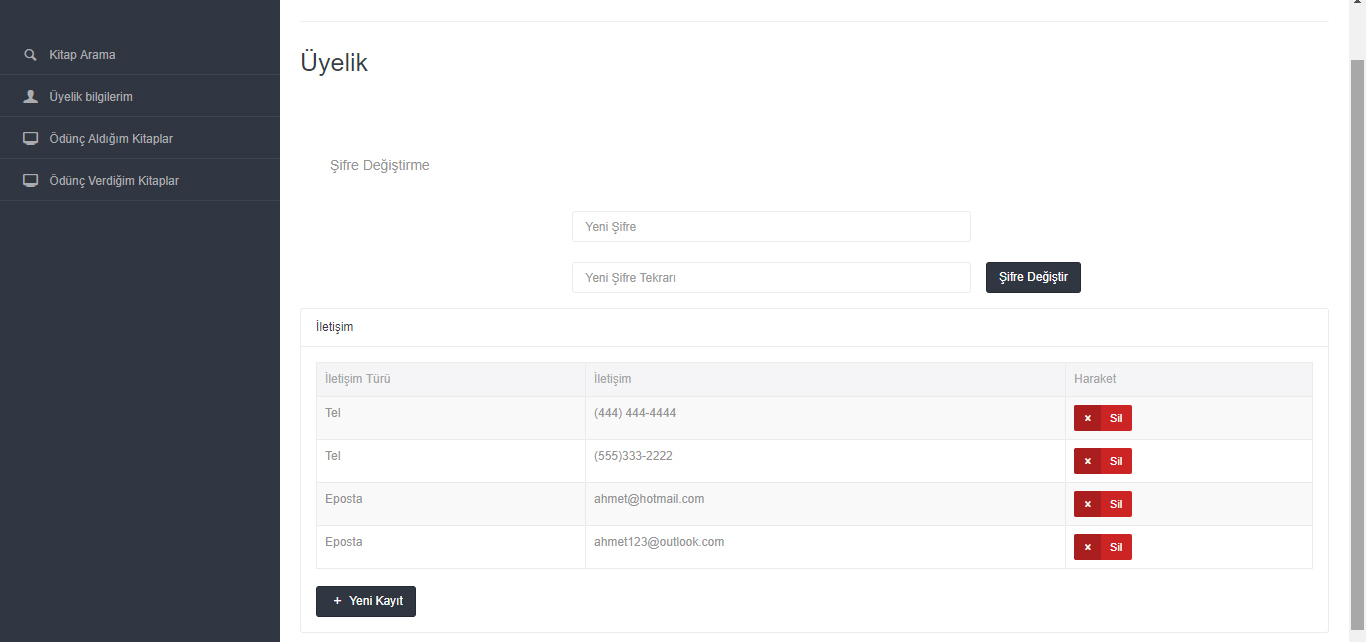 Kitap Arama
Üyelik bilgilerim
Ödünç Aldığım Kitaplar
Ödünç Verdiğim Kitaplar
Üyelik
Şifre Değiştirme
Yeni Şifre
Yeni Şifre Tekrarı
Şifre Değiştir
İletişim
İletişim Türü İletişim Haraket
Tel (444) 444-4444 × Sil
Tel (555)333-2222 × Sil
Eposta ahmet@hotmail.com × Sil
Eposta ahmet123@outlook.com × Sil
+ Yeni Kayıt